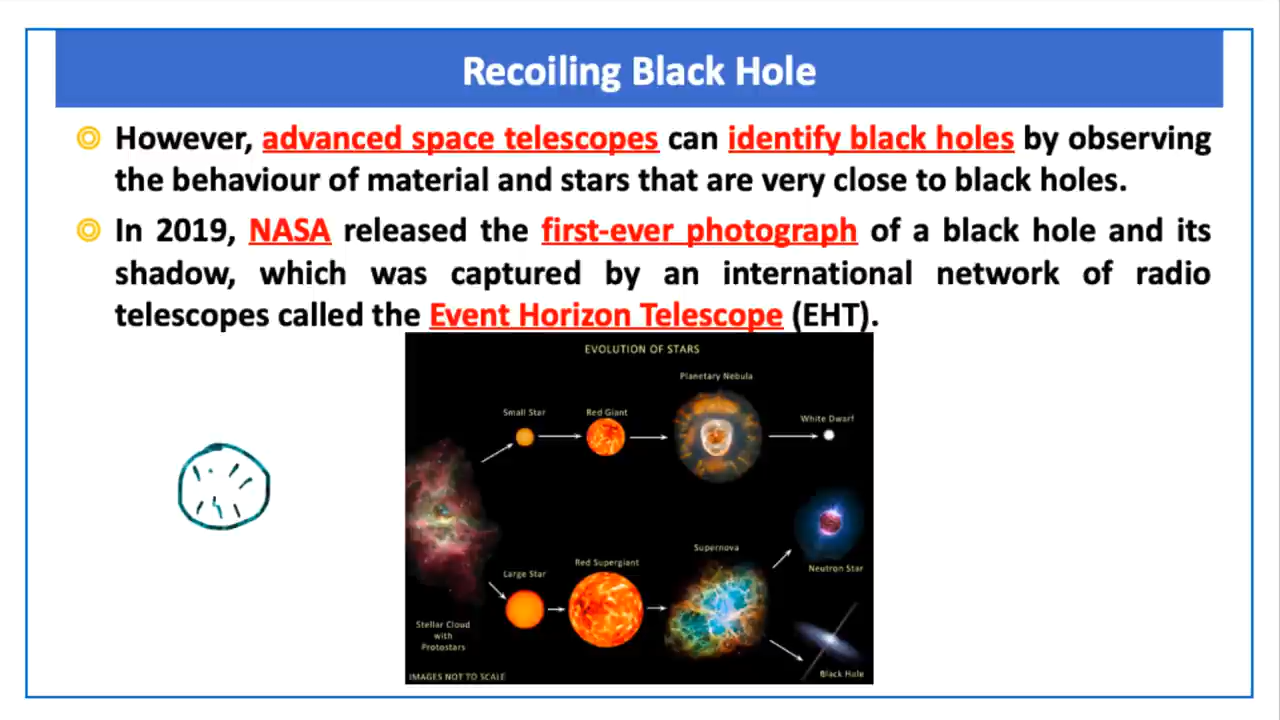 Recoiling Black Hole
However, advanced space telescopes can identify black holes by observing
the behaviour of material and stars that are very close to black holes.
In 2019, NASA released the first-ever photograph of a black hole and its
shadow, which was captured by an international network of radio
telescopes called the Event Horizon Telescope (EHT).
EVOLUTION OF STARS
Planetary Nebula
Small Star
Red Giant
White Dwarf
Supernova
Neutron Star
Red Supergiant
Large Star
Stellar Cloud
with
Protostars
Black Hole
IMAGES NOT TO SCALE